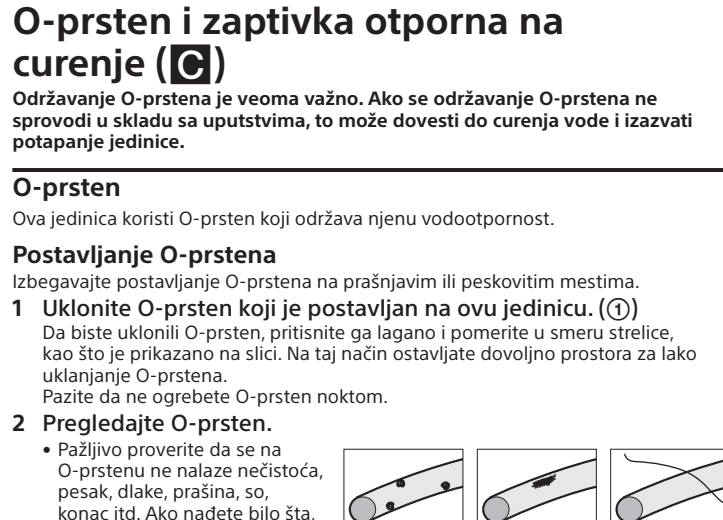 O-prsten i zaptivka otporna na
curenje (C)
Održavanje O-prstena je veoma važno. Ako se održavanje O-prstena ne
sprovodi u skladu sa uputstvima, to može dovesti do curenja vode i izazvati
potapanje jedinice.
O-prsten
Ova jedinica koristi O-prsten koji održava njenu vodootpornost.
Postavljanje O-prstena
Izbegavajte postavljanje O-prstena na prašnjavim ili peskovitim mestima.
1 Uklonite O-prsten koji je postavljan na ovu jedinicu. (①)
Da biste uklonili O-prsten, pritisnite ga lagano i pomerite u smeru strelice,
kao što je prikazano na slici. Na taj način ostavljate dovoljno prostora za lako
uklanjanje O-prstena.
Pazite da ne ogrebete O-prsten noktom.
2 Pregledajte O-prsten.
• Pažljivo proverite da se na
O-prstenu ne nalaze nečistoća,
pesak, dlake, prašina, so,
konac itd. Ako nađete bilo šta,